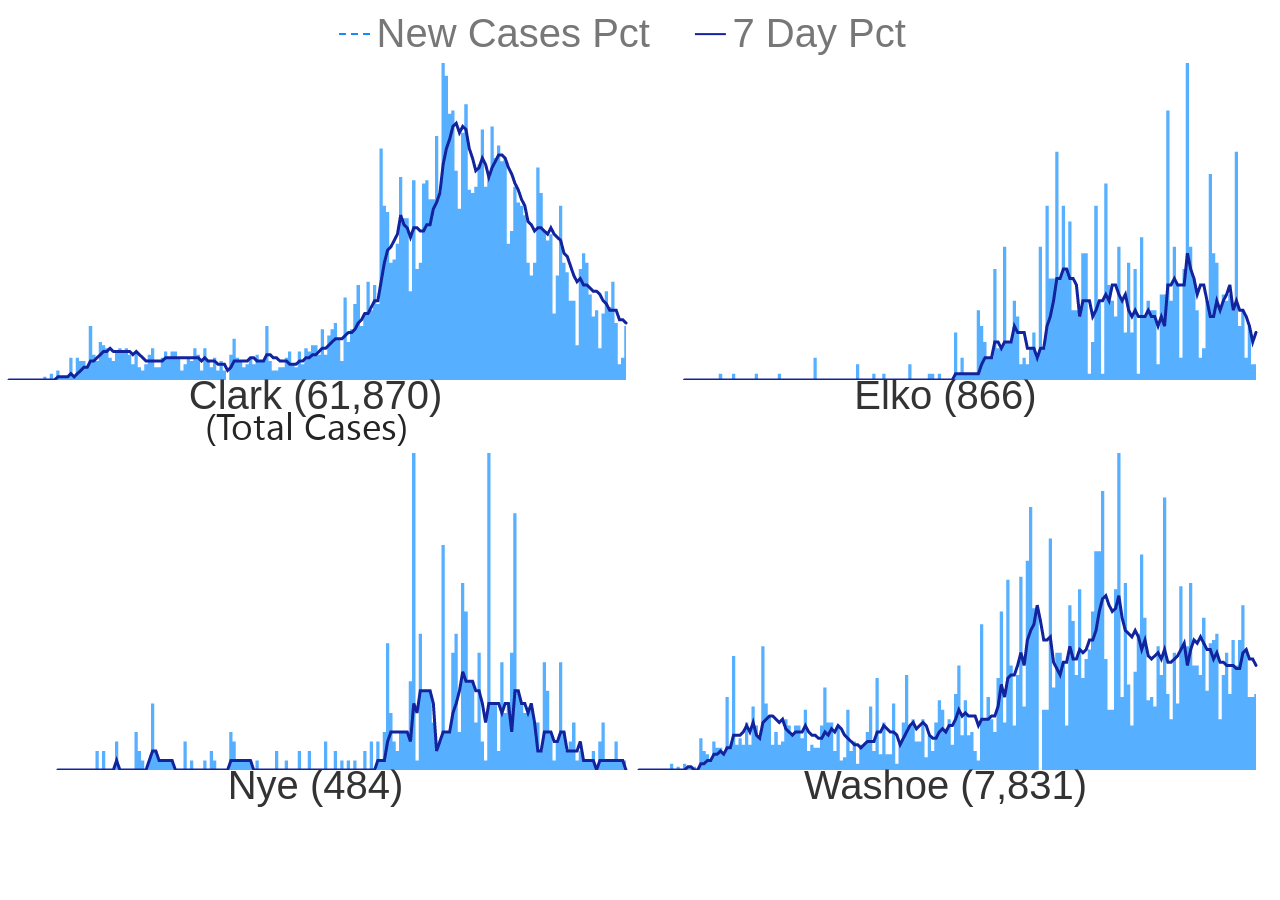 New Cases Pct 7 Day Pct
Clark (61,870) Elko (866)
(Total Cases)
Nye (484) Washoe (7,831)